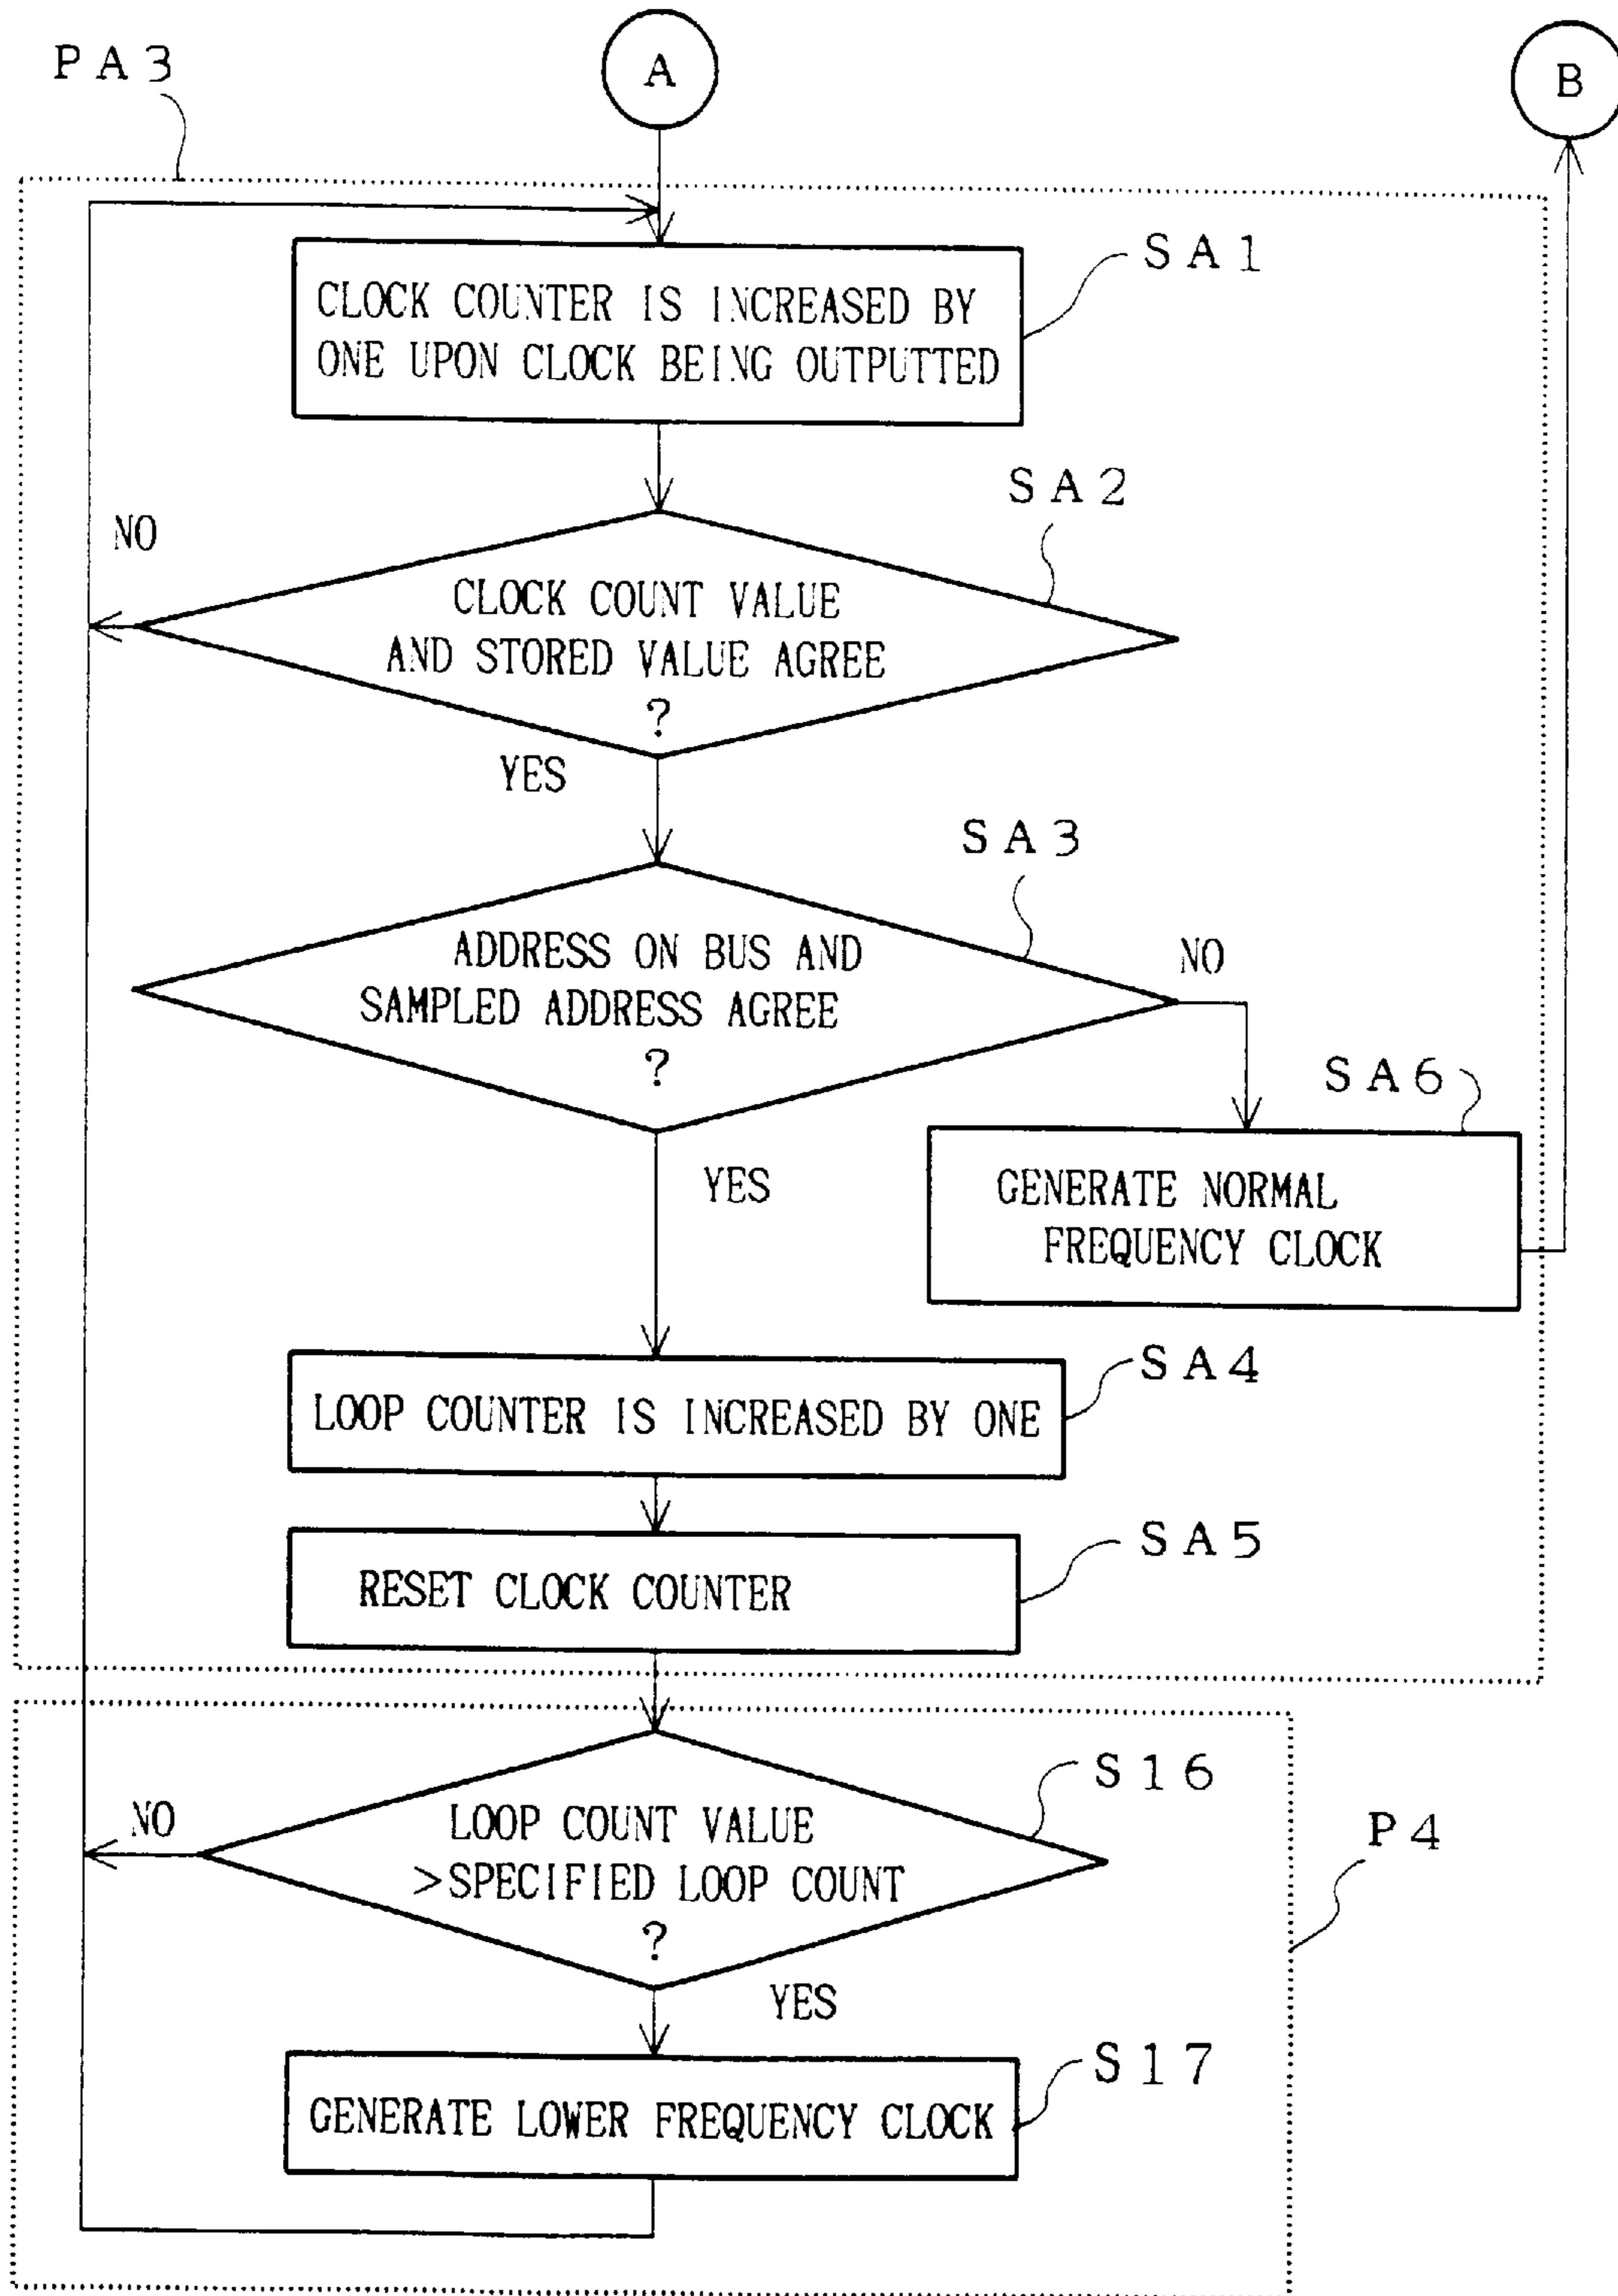 PA3
A
B
SA1
CLOCK COUNTER IS INCREASED BY
ONE UPON CLOCK BEING OUTPUTTED
SA2
NO
CLOCK COUNT VALUE
AND STORED VALUE AGREE
?
YES
SA3
ADDRESS ON BUS AND
SAMPLED ADDRESS AGREE
?
NO
SA6
YES
GENERATE NORMAL
FREQUENCY CLOCK
SA4
LOOP COUNTER IS INCREASED BY ONE
SA5
RESET CLOCK COUNTER
S16
NO
LOOP COUNT VALUE
>SPECIFIED LOOP COUNT
?
P4
YES
S17
GENERATE LOWER FREQUENCY CLOCK